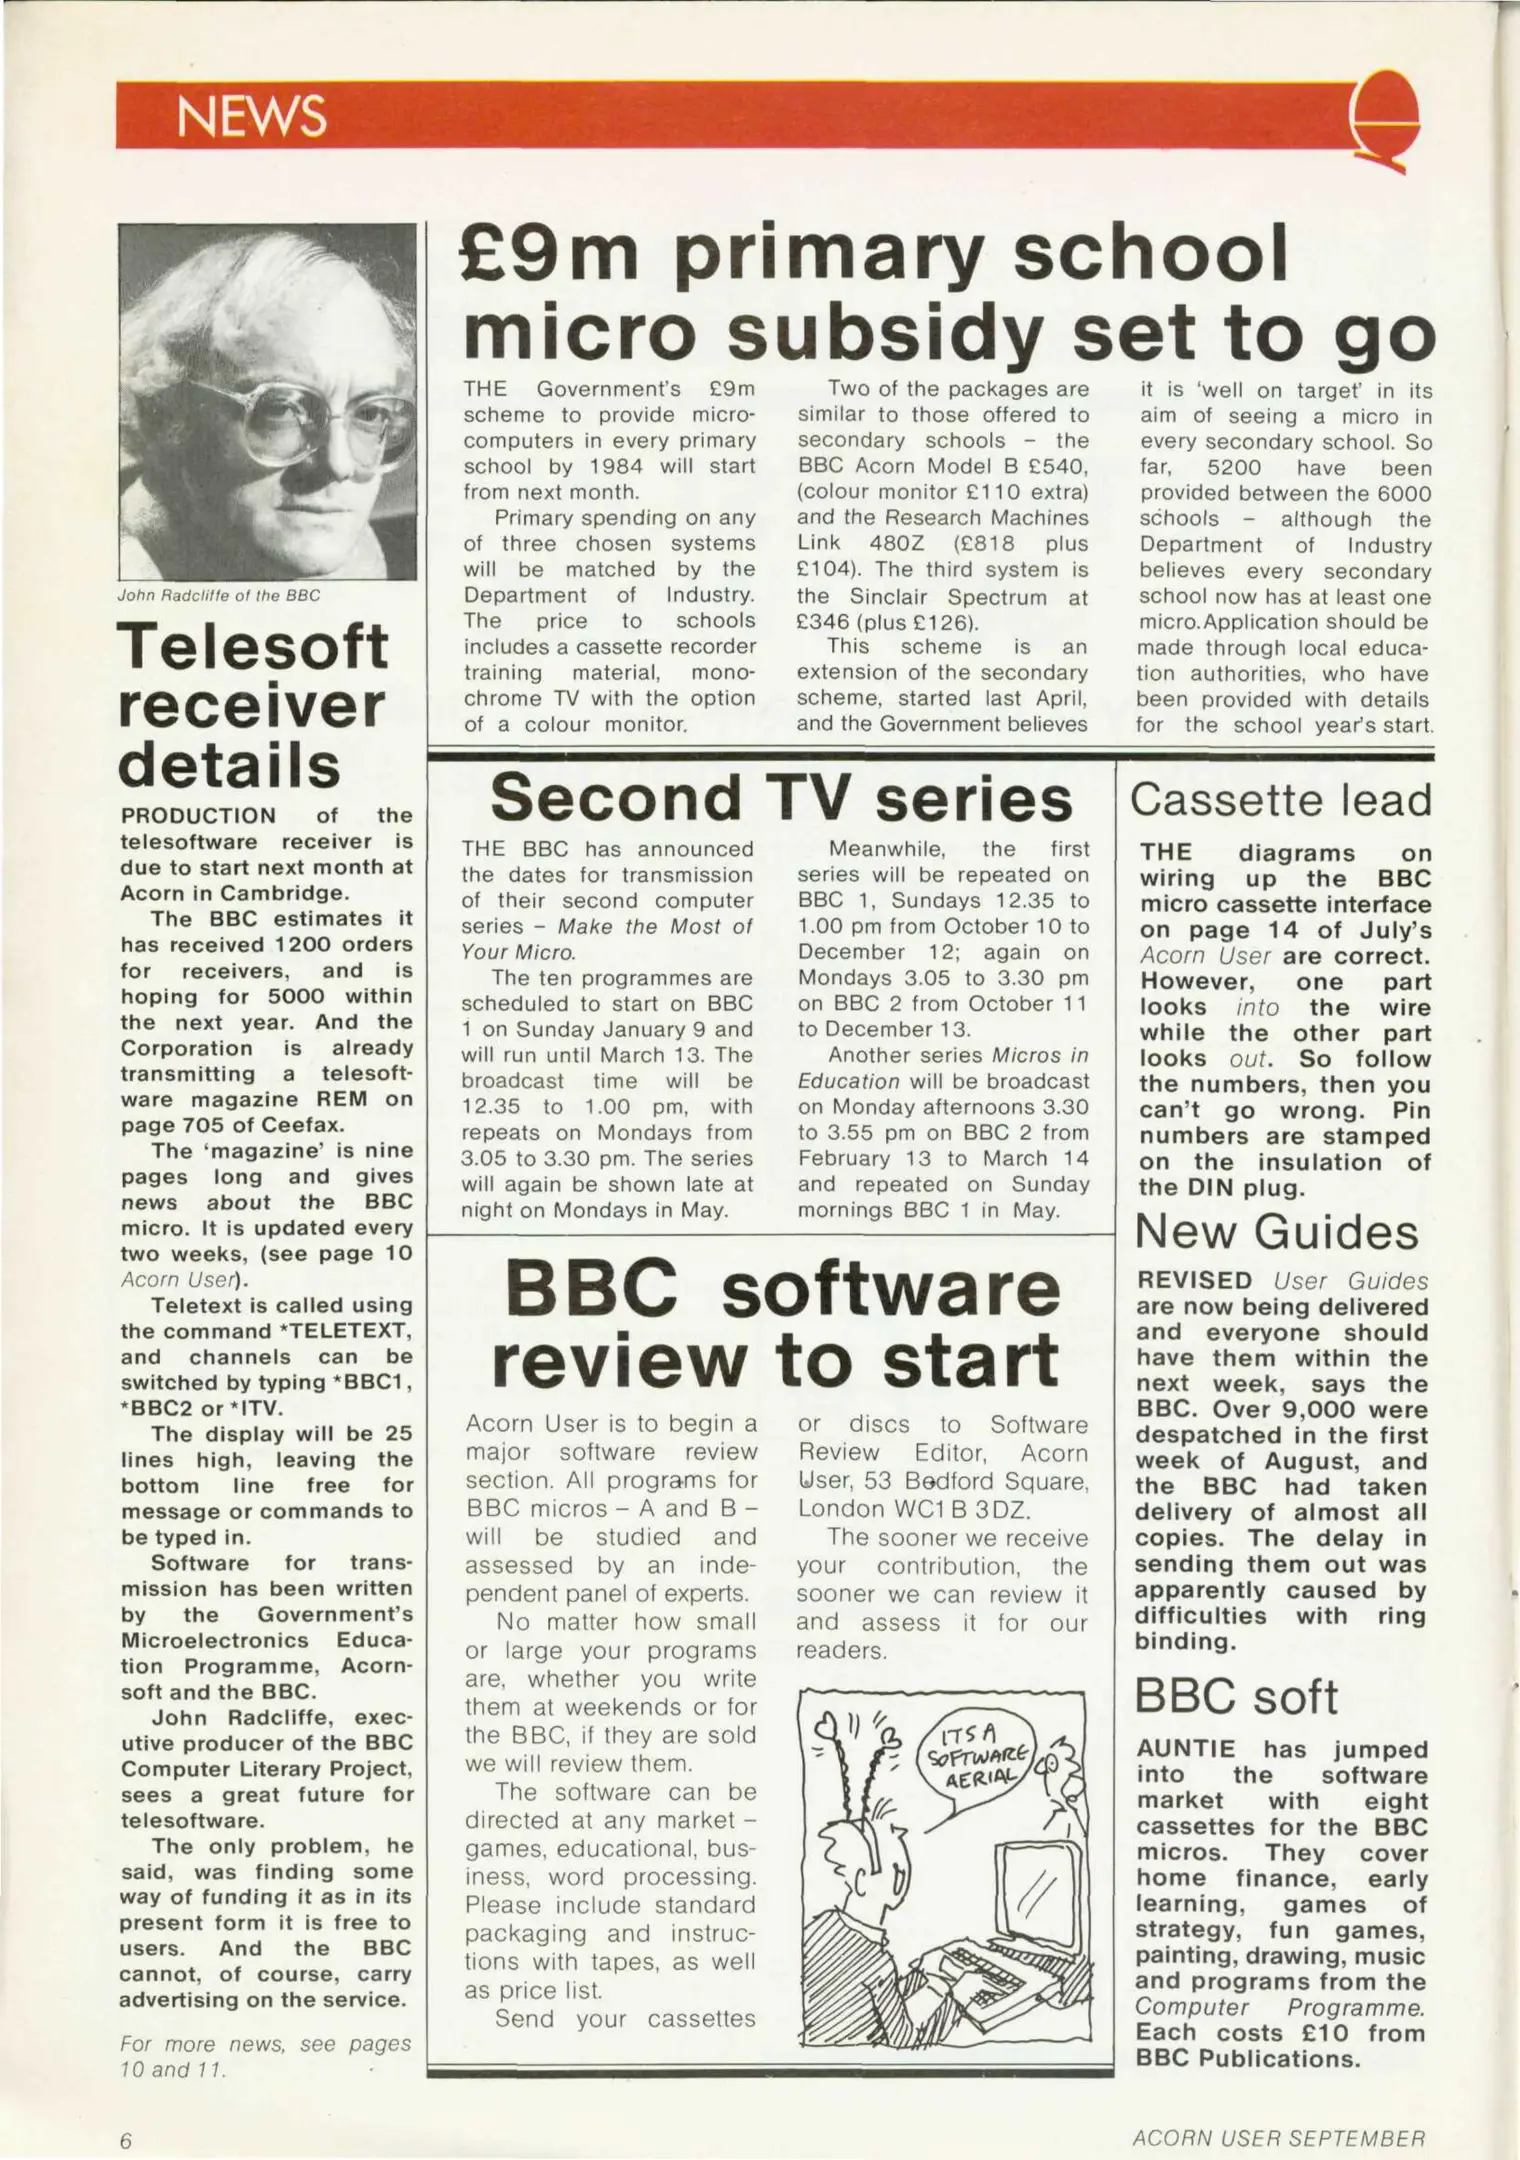 NEWS
John Radcliffe of the BBC
Telesoft
receiver
details
PRODUCTION of the
telesoftware receiver is
due to start next month at
Acorn in Cambridge.
The BBC estimates it
has received 1200 orders
for receivers, and is
hoping for 5000 within
the next year. And the
Corporation is already
transmitting a telesoft-
ware magazine REM on
page 705 of Ceefax.
The ‘magazine’ is nine
pages long and gives
news about the BBC
micro. It is updated every
two weeks, (see page 10
Acorn User).
Teletext is called using
the command *TELETEXT,
and channels can be
switched by typing *BBC1,
*BBC2 or *ITV.
The display will be 25
lines high, leaving the
bottom line free for
message or commands to
be typed in.
Software for trans-
mission has been written
by the Government's
Microelectronics Educa-
tion Programme, Acorn-
soft and the BBC.
John Radcliffe, exec-
utive producer of the BBC
Computer Literary Project,
sees a great future for
telesoftware.
The only problem, he
said, was finding some
way of funding it as in its
present form it is free to
users. And the BBC
cannot, of course, carry
advertising on the service.
For more news, see pages
10 and 11.
£9m primary school
micro subsidy set to go
THE Government's £9m
scheme to provide micro-
computers in every primary
school by 1984 will start
from next month.
Primary spending on any
of three chosen systems
will be matched by the
Department of Industry.
The price to schools
includes a cassette recorder
training material, mono-
chrome TV with the option
of a colour monitor.
Two of the packages are
similar to those offered to
secondary schools – the
BBC Acorn Model B £540,
(colour monitor £110 extra)
and the Research Machines
Link 480Z (£818 plus
£104). The third system is
the Sinclair Spectrum at
£346 (plus £126).
This scheme is an
extension of the secondary
scheme, started last April,
and the Government believes
it is ‘well on target’ in its
aim of seeing a micro in
every secondary school. So
far, 5200 have been
provided between the 6000
schools – although the
Department of Industry
believes every secondary
school now has at least one
micro.Application should be
made through local educa-
tion authorities, who have
been provided with details
for the school year's start.
Second TV series
THE BBC has announced
the dates for transmission
of their second computer
series – Make the Most of
Your Micro.
The ten programmes are
scheduled to start on BBC
1 on Sunday January 9 and
will run until March 13. The
broadcast time will be
12.35 to 1.00 pm, with
repeats on Mondays from
3.05 to 3.30 pm. The series
will again be shown late at
night on Mondays in May.
Meanwhile, the first
series will be repeated on
BBC 1, Sundays 12.35 to
1.00 pm from October 10 to
December 12; again on
Mondays 3.05 to 3.30 pm
on BBC 2 from October 11
to December 13.
Another series Micros in
Education will be broadcast
on Monday afternoons 3.30
to 3.55 pm on BBC 2 from
February 13 to March 14
and repeated on Sunday
mornings BBC 1 in May.
BBC software
review to start
Acorn User is to begin a
major software review
section. All programs for
BBC micros – A and B –
will be studied and
assessed by an inde-
pendent panel of experts.
No matter how small
or large your programs
are, whether you write
them at weekends or for
the BBC, if they are sold
we will review them.
The software can be
directed at any market –
games, educational, bus-
iness, word processing.
Please include standard
packaging and instruc-
tions with tapes, as well
as price list.
Send your cassettes
or discs to Software
Review Editor, Acorn
User, 53 Bedford Square,
London WC1B 3DZ.
The sooner we receive
your contribution, the
sooner we can review it
and assess it for our
readers.
ITS A
SOFTWARE
AERIAL
Cassette lead
THE diagrams on
wiring up the BBC
micro cassette interface
on page 14 of July's
Acorn User are correct.
However, one part
looks into the wire
while the other part
looks out. So follow
the numbers, then you
can't go wrong. Pin
numbers are stamped
on the insulation of
the DIN plug.
New Guides
REVISED User Guides
are now being delivered
and everyone should
have them within the
next week, says the
BBC. Over 9,000 were
despatched in the first
week of August, and
the BBC had taken
delivery of almost all
copies. The delay in
sending them out was
apparently caused by
difficulties with ring
binding.
BBC soft
AUNTIE has jumped
into the software
market with eight
cassettes for the BBC
micros. They cover
home finance, early
learning, games of
strategy, fun games,
painting, drawing, music
and programs from the
Computer Programme.
Each costs £10 from
BBC Publications.
6
ACORN USER SEPTEMBER